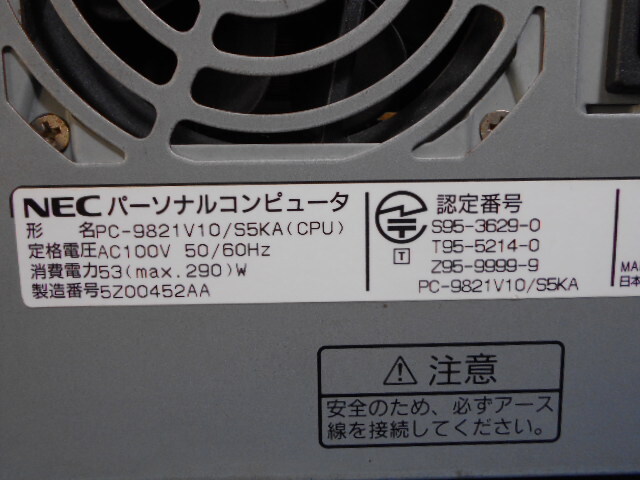 NEC パーソナルコンピュータ
形　　名PC-9821V10/S5KA(CPU)
定格電圧AC100V 50/60Hz
消費電力53(max.290)W
製造番号5Z00452AA
認定番号
S95-3629-0
T
T95-5214-0
Z95-9999-9
PC-9821V10/S5KA
MA
日本
注意
安全のため、必ずアース
線を接続してください。